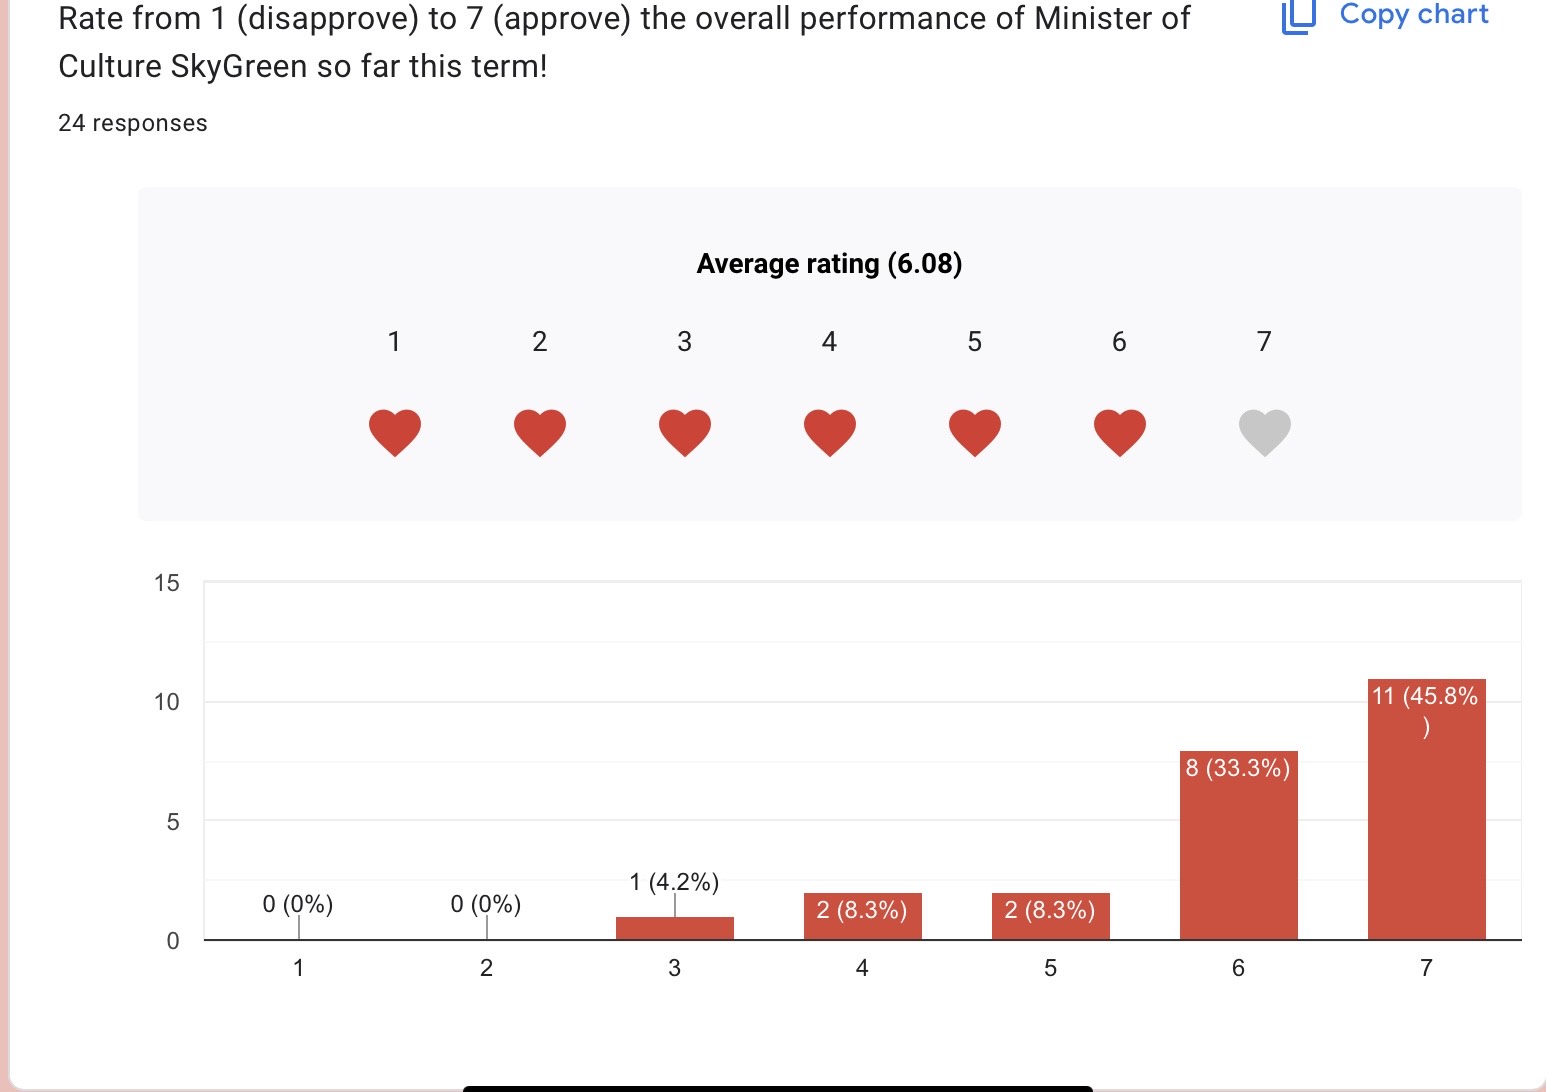 Rate from 1 (disapprove) to 7 (approve) the overall performance of Minister of
Culture SkyGreen so far this term!
Copy chart
24 responses
Average rating (6.08)
1 2 3 4 5 6 7
15
10
5
0
0 (0%)
0 (0%)
1 (4.2%)
2 (8.3%)
2 (8.3%)
8 (33.3%)
11 (45.8%
)
1 2 3 4 5 6 7